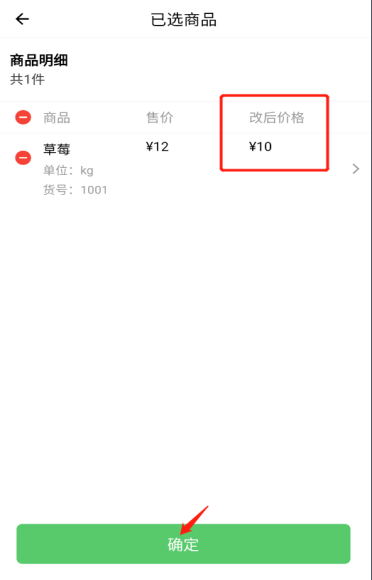 已选商品
商品明细
共1件
商品 售价 改后价格
草莓 ¥12 ¥10
单位：kg
货号：1001
确定